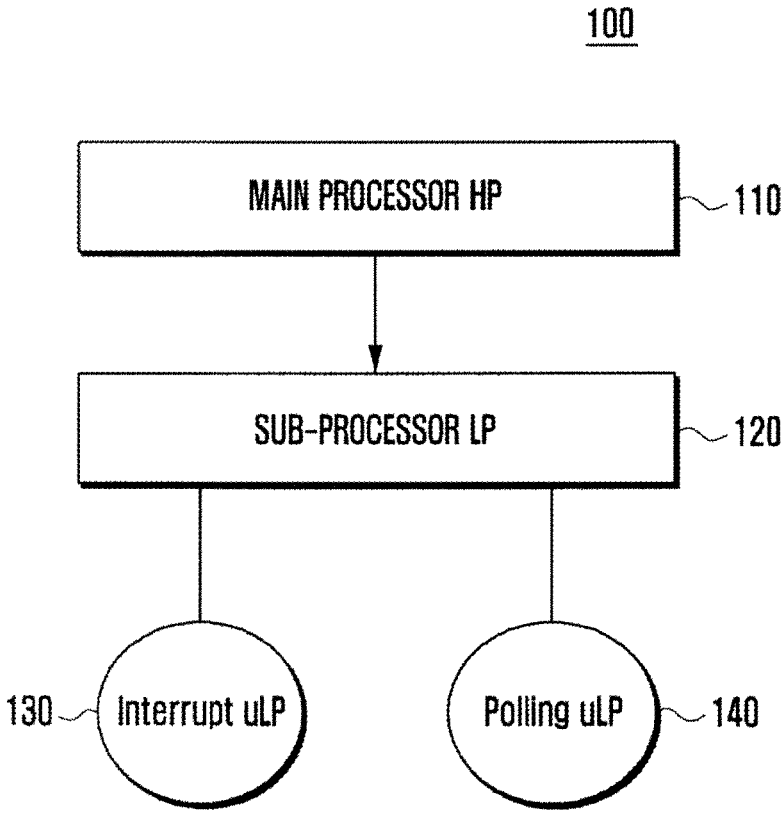 100
MAIN PROCESSOR HP
110
SUB-PROCESSOR LP
120
130
Interrupt uLP
Polling uLP
140